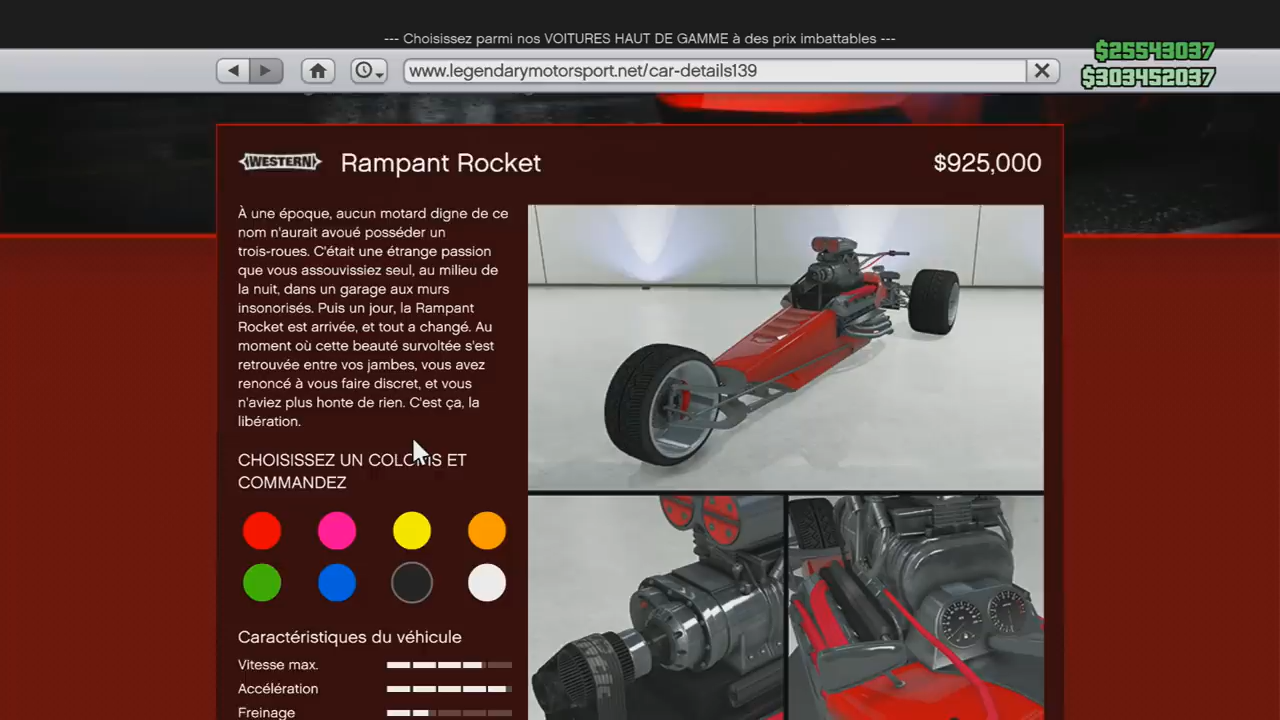 --- Choisissez parmi nos VOITURES HAUT DE GAMME à des prix imbattables ---
www.legendarymotorsport.net/car-details139
$25543037
$303452037
WESTERN
Rampant Rocket
$925,000
À une époque, aucun motard digne de ce
nom n'aurait avoué posséder un
trois-roues. C'était une étrange passion
que vous assouvissiez seul, au milieu de
la nuit, dans un garage aux murs
insonorisés. Puis un jour, la Rampant
Rocket est arrivée, et tout a changé. Au
moment où cette beauté survoltée s'est
retrouvée entre vos jambes, vous avez
renoncé à vous faire discret, et vous
n'aviez plus honte de rien. C'est ça, la
libération.
CHOISISSEZ UN COLORIS ET
COMMANDEZ
Caractéristiques du véhicule
Vitesse max.
Accélération
Freinage